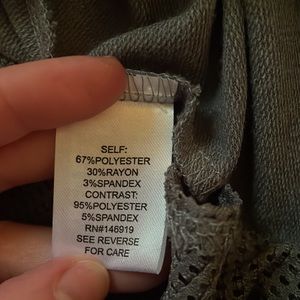 SELF:
67%POLYESTER
30%RAYON
3%SPANDEX
CONTRAST:
95%POLYESTER
5%SPANDEX
RN#146919
SEE REVERSE
FOR CARE